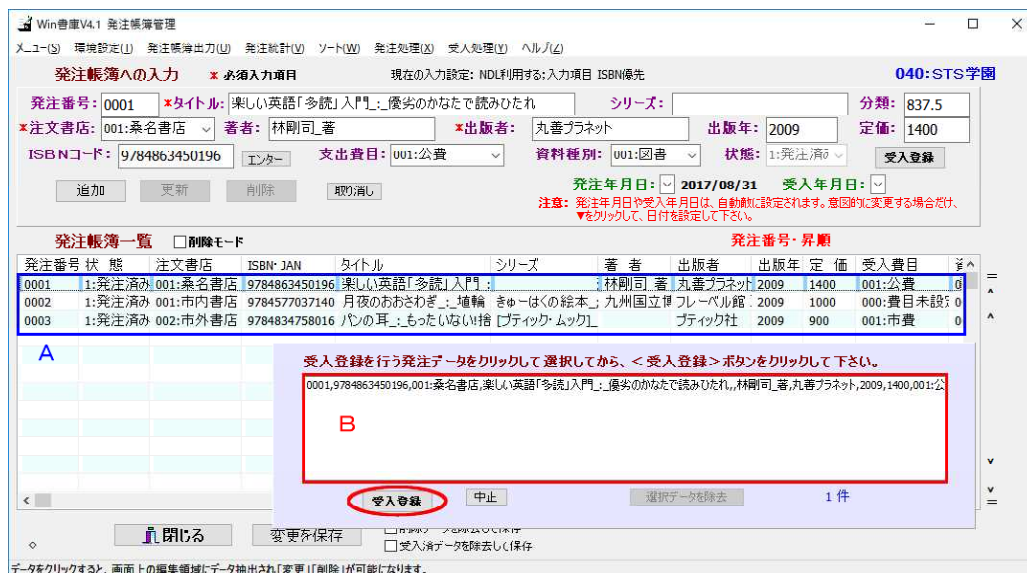 Win書庫V4.1 発注帳簿管理
メニュー(S) 環境設定(I) 発注帳簿出力(U) 発注統計(V) ソート(W) 発注処理(X) 受入処理(Y) ヘルプ(Z)
発注帳簿への入力 * 必須入力項目 現在の入力設定: NDL利用する:入力項目 ISBN優先 040:STS学園
発注番号: 0001 *タイトル: 楽しい英語「多読」入門_:_優劣のかなたで読みひたれ シリーズ: 分類: 837.5
*注文書店: 001:桑名書店 著者: 林剛司_著 *出版者: 丸善プラネット 出版年: 2009 定価: 1400
ISBNコード: 9784863450196 エンター 支出費目: 001:公費 資料種別: 001:図書 状態: 1:発注済 受入登録
追加 更新 削除 取り消し 発注年月日: 2017/08/31 受入年月日:
注意: 発注年月日や受入年月日は、自動敵に設定されます。意図的に変更する場合だけ、
▼をクリックして、日付を設定して下さい。
発注帳簿一覧 削除モード 発注番号・昇順
発注番号 状 態 注文書店 ISBN・JAN タイトル シリーズ 著 者 出版者 出版年 定 価 受入費目
0001 1:発注済み 001:桑名書店 9784863450196 楽しい英語「多読」入門_: 林剛司_著 丸善プラネット 2009 1400 001:公費 0
0002 1:発注済み 001:市内書店 9784577037140 月夜のおおさわぎ_:_埴輪 きゅーはくの絵本_; 九州国立博 フレーベル館 2009 1000 000:費目未設 0
0003 1:発注済み 002:市外書店 9784834758016 パンの耳_:_もったいない!捨 [ブティック・ムック]_ ブティック社 2009 900 001:市費 0
A
受入登録を行う発注データをクリックして選択してから、<受入登録>ボタンをクリックして下さい。
0001,9784863450196,001:桑名書店,楽しい英語「多読」入門_:_優劣のかなたで読みひたれ,,林剛司_著,丸善プラネット,2009,1400,001:公
B
受入登録 中止 選択データを除去 1 件
閉じる 変更を保存
受入済データを除去して保存
データをクリックすると、画面上の編集領域にデータ抽出され「変更」「削除」が可能になります。